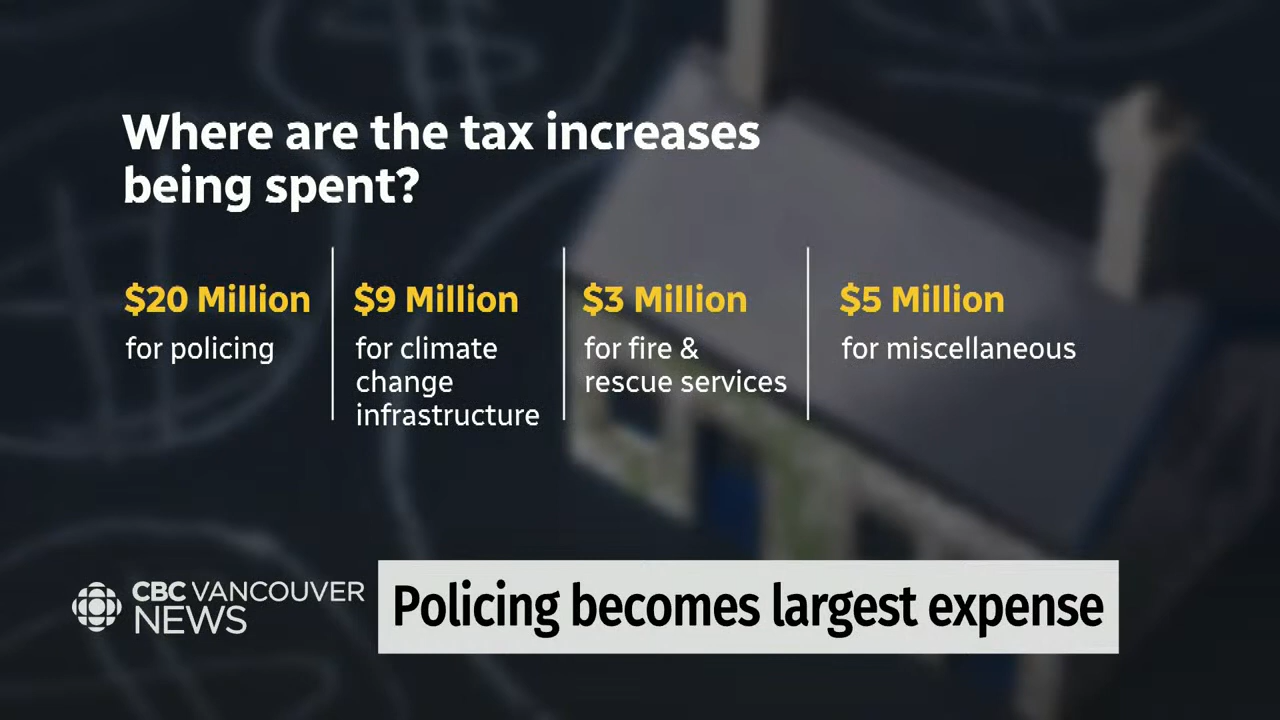 Where are the tax increases
being spent?
$20 Million
for policing
$9 Million
for climate
change
infrastructure
$3 Million
for fire &
rescue services
$5 Million
for miscellaneous
CBC VANCOUVER
NEWS
Policing becomes largest expense